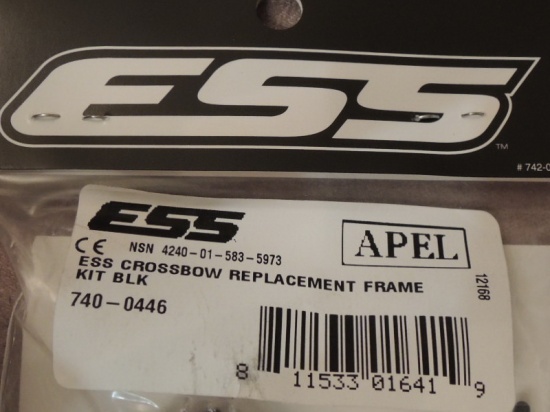 ESS
TM
# 742-0
ESS
APEL
CE NSN 4240-01-583-5973
ESS CROSSBOW REPLACEMENT FRAME
KIT BLK
12168
740-0446
8 11533 01641 9